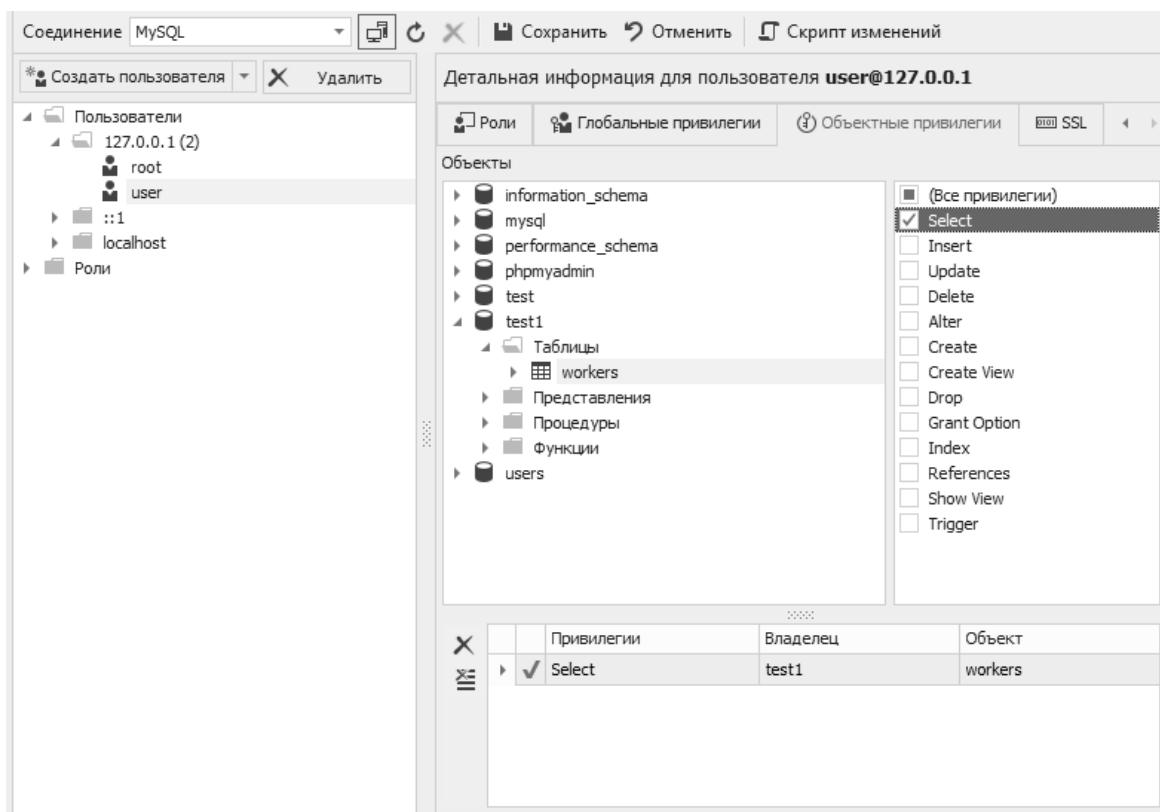 Соединение MySQL Сохранить Отменить Скрипт изменений
Создать пользователя Удалить
Пользователи
127.0.0.1 (2)
root
user
::1
localhost
Роли
Детальная информация для пользователя user@127.0.0.1
Роли Глобальные привилегии Объектные привилегии SSL
Объекты
information_schema
mysql
performance_schema
phpmyadmin
test
test1
Таблицы
workers
Представления
Процедуры
Функции
users
(Все привилегии)
Select
Insert
Update
Delete
Alter
Create
Create View
Drop
Grant Option
Index
References
Show View
Trigger
Привилегии Владелец Объект
Select test1 workers